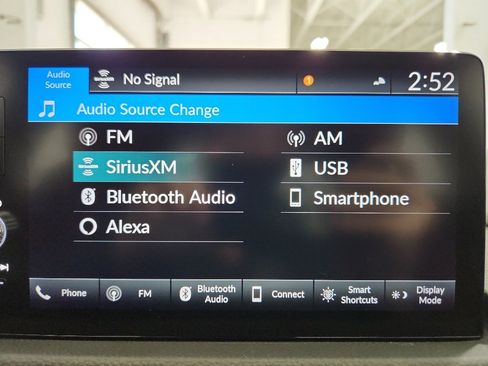 Audio
Source
No Signal
1
2:52
Audio Source Change
FM
AM
SiriusXM
USB
Bluetooth Audio
Smartphone
Alexa
Phone
FM
Bluetooth
Audio
Connect
Smart
Shortcuts
Display
Mode